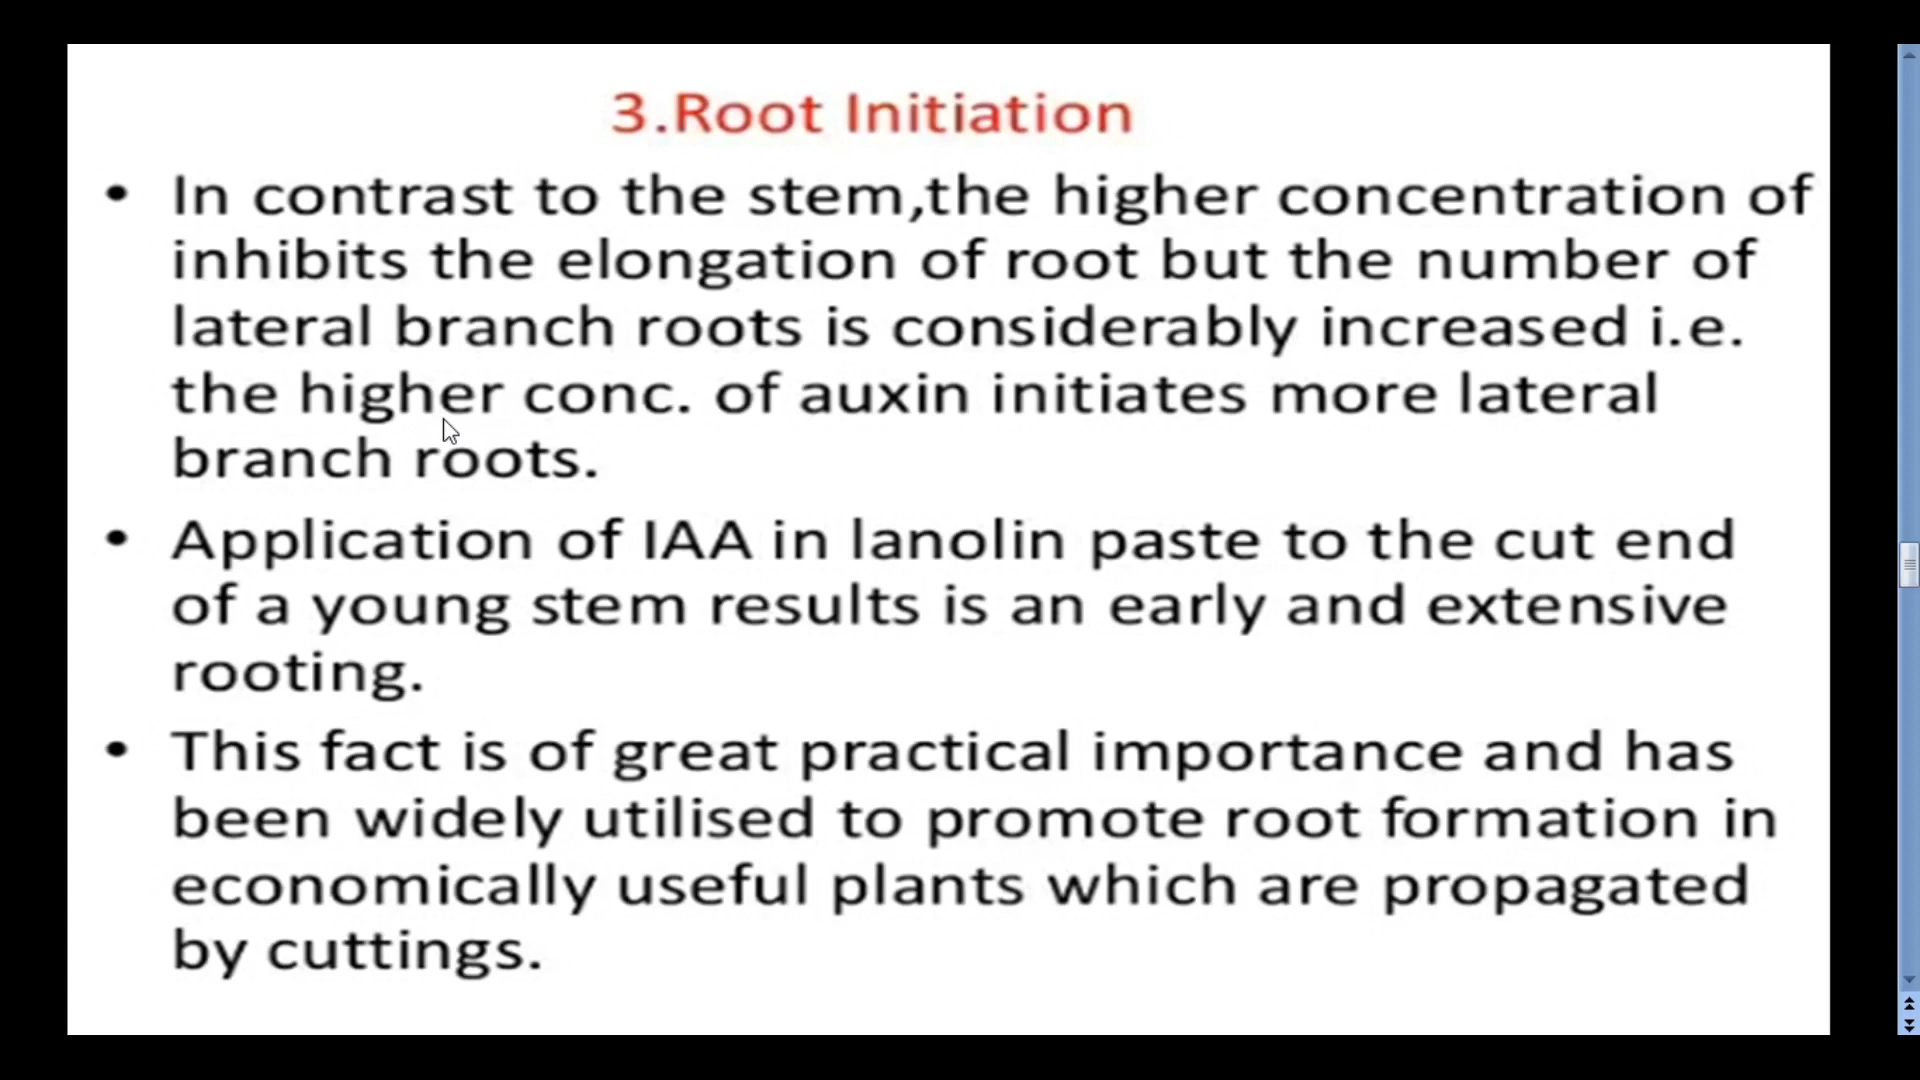 3.Root Initiation
• In contrast to the stem,the higher concentration of
inhibits the elongation of root but the number of
lateral branch roots is considerably increased i.e.
the higher conc. of auxin initiates more lateral
branch roots.
• Application of IAA in lanolin paste to the cut end
of a young stem results is an early and extensive
rooting.
• This fact is of great practical importance and has
been widely utilised to promote root formation in
economically useful plants which are propagated
by cuttings.